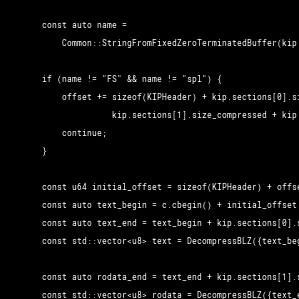 const auto name =
Common::StringFromFixedZeroTerminatedBuffer(kip
if (name != "FS" && name != "spl") {
offset += sizeof(KIPHeader) + kip.sections[0].si
kip.sections[1].size_compressed + kip
continue;
}
const u64 initial_offset = sizeof(KIPHeader) + offse
const auto text_begin = c.cbegin() + initial_offset
const auto text_end = text_begin + kip.sections[0].s
const std::vector<u8> text = DecompressBLZ({text_beg
const auto rodata_end = text_end + kip.sections[1].s
const std::vector<u8> rodata = DecompressBLZ({text_e